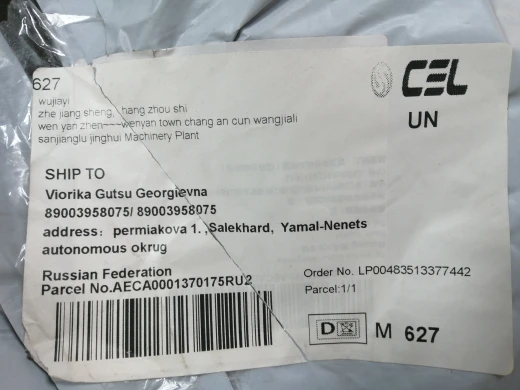 627
CEL
UN
wujiayi
zhe jiang sheng, hang zhou shi
wen yan zhen---wenyan town chang an cun wangjiali
sanjianglu jinghui Machinery Plant
SHIP TO
Viorika Gutsu Georgievna
89003958075/ 89003958075
address: permiakova 1. ,Salekhard, Yamal-Nenets
autonomous okrug
Russian Federation
Parcel No.AECA0001370175RU2
Order No. LP00483513377442
Parcel:1/1
D M 627